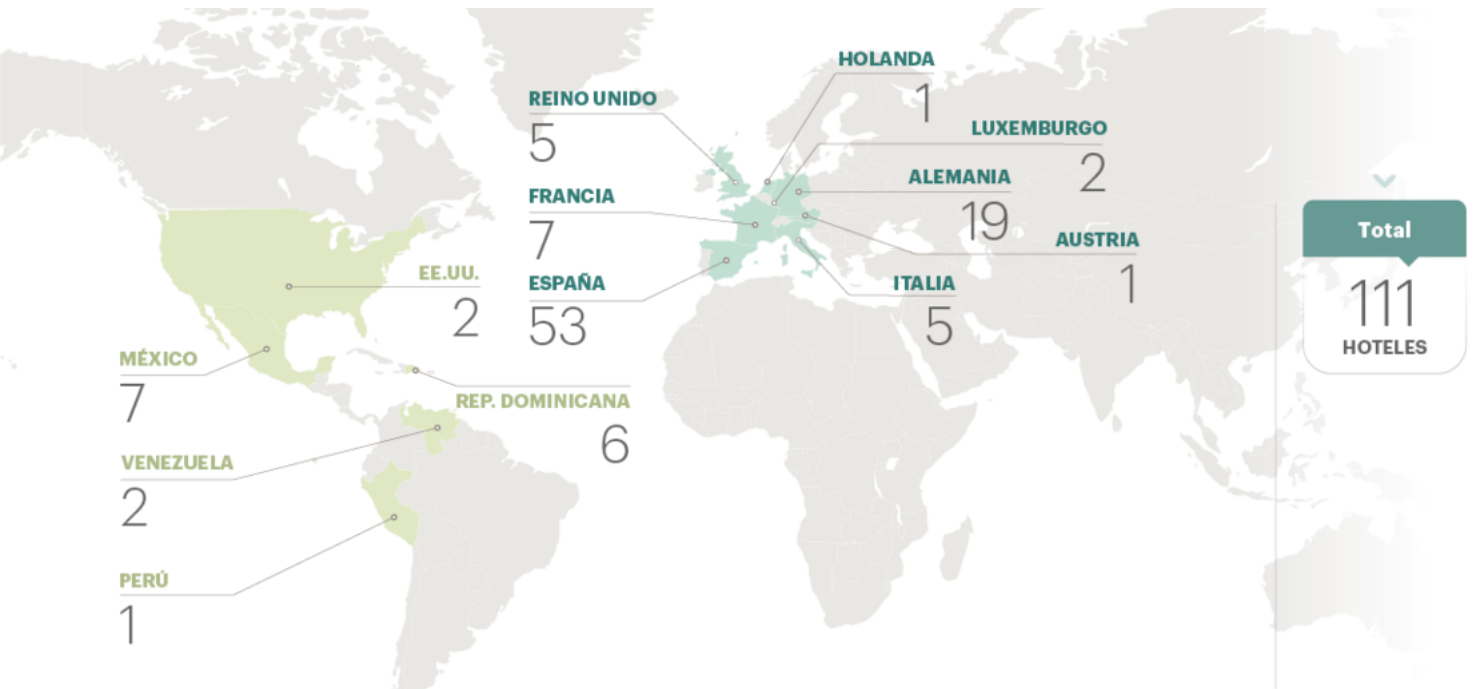 HOLANDA
1
REINO UNIDO
5
LUXEMBURGO
2
ALEMANIA
19
FRANCIA
7
AUSTRIA
1
EE.UU.
2
ESPAÑA
53
ITALIA
5
MÉXICO
7
REP. DOMINICANA
6
VENEZUELA
2
PERÚ
1
Total
111
HOTELES